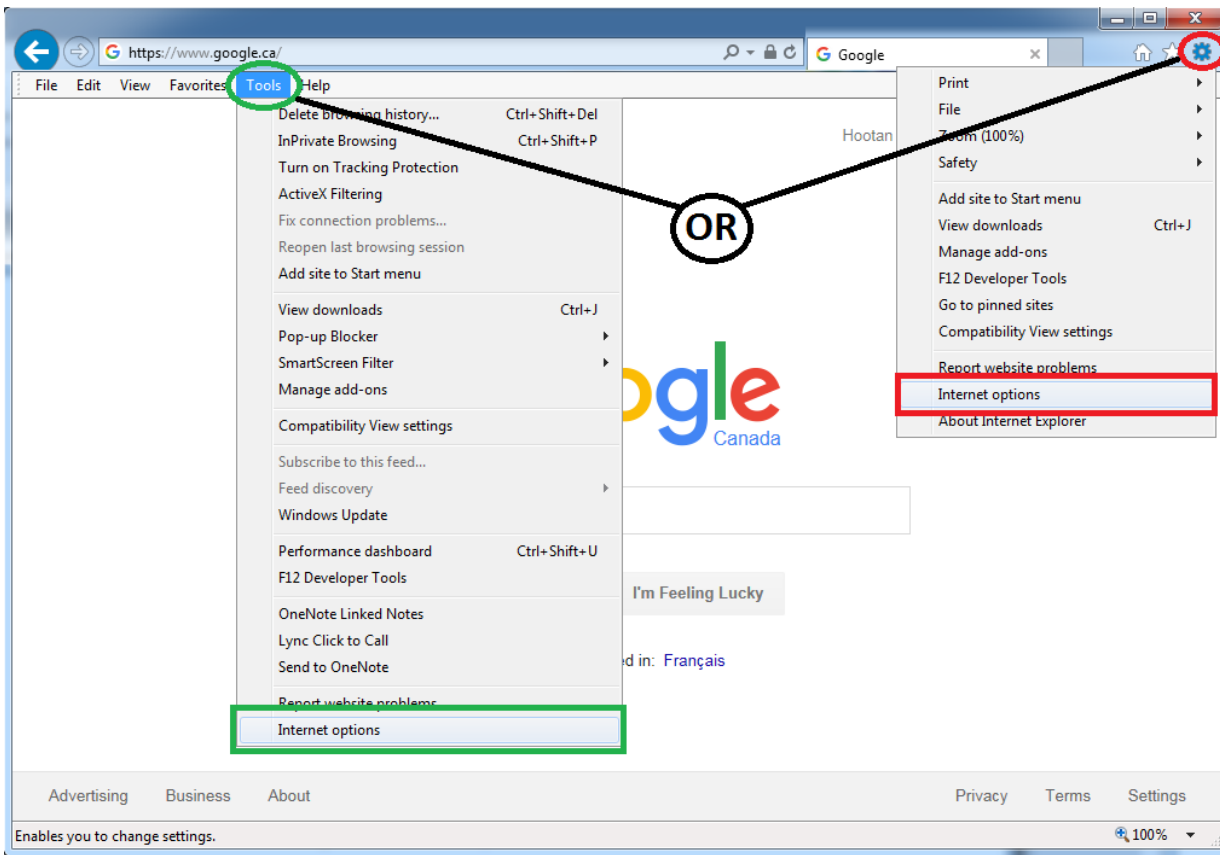 https://www.google.ca/
Google
File Edit View Favorites Tools Help
Delete browsing history... Ctrl+Shift+Del
InPrivate Browsing Ctrl+Shift+P
Turn on Tracking Protection
ActiveX Filtering
Fix connection problems...
Reopen last browsing session
Add site to Start menu
View downloads Ctrl+J
Pop-up Blocker
SmartScreen Filter
Manage add-ons
Compatibility View settings
Subscribe to this feed...
Feed discovery
Windows Update
Performance dashboard Ctrl+Shift+U
F12 Developer Tools
OneNote Linked Notes
Lync Click to Call
Send to OneNote
Report website problems
Internet options
OR
Hootan
Print
File
Zoom (100%)
Safety
Add site to Start menu
View downloads Ctrl+J
Manage add-ons
F12 Developer Tools
Go to pinned sites
Compatibility View settings
Report website problems
Internet options
About Internet Explorer
ogle
Canada
I'm Feeling Lucky
ed in: Français
Advertising Business About Privacy Terms Settings
Enables you to change settings. 100%